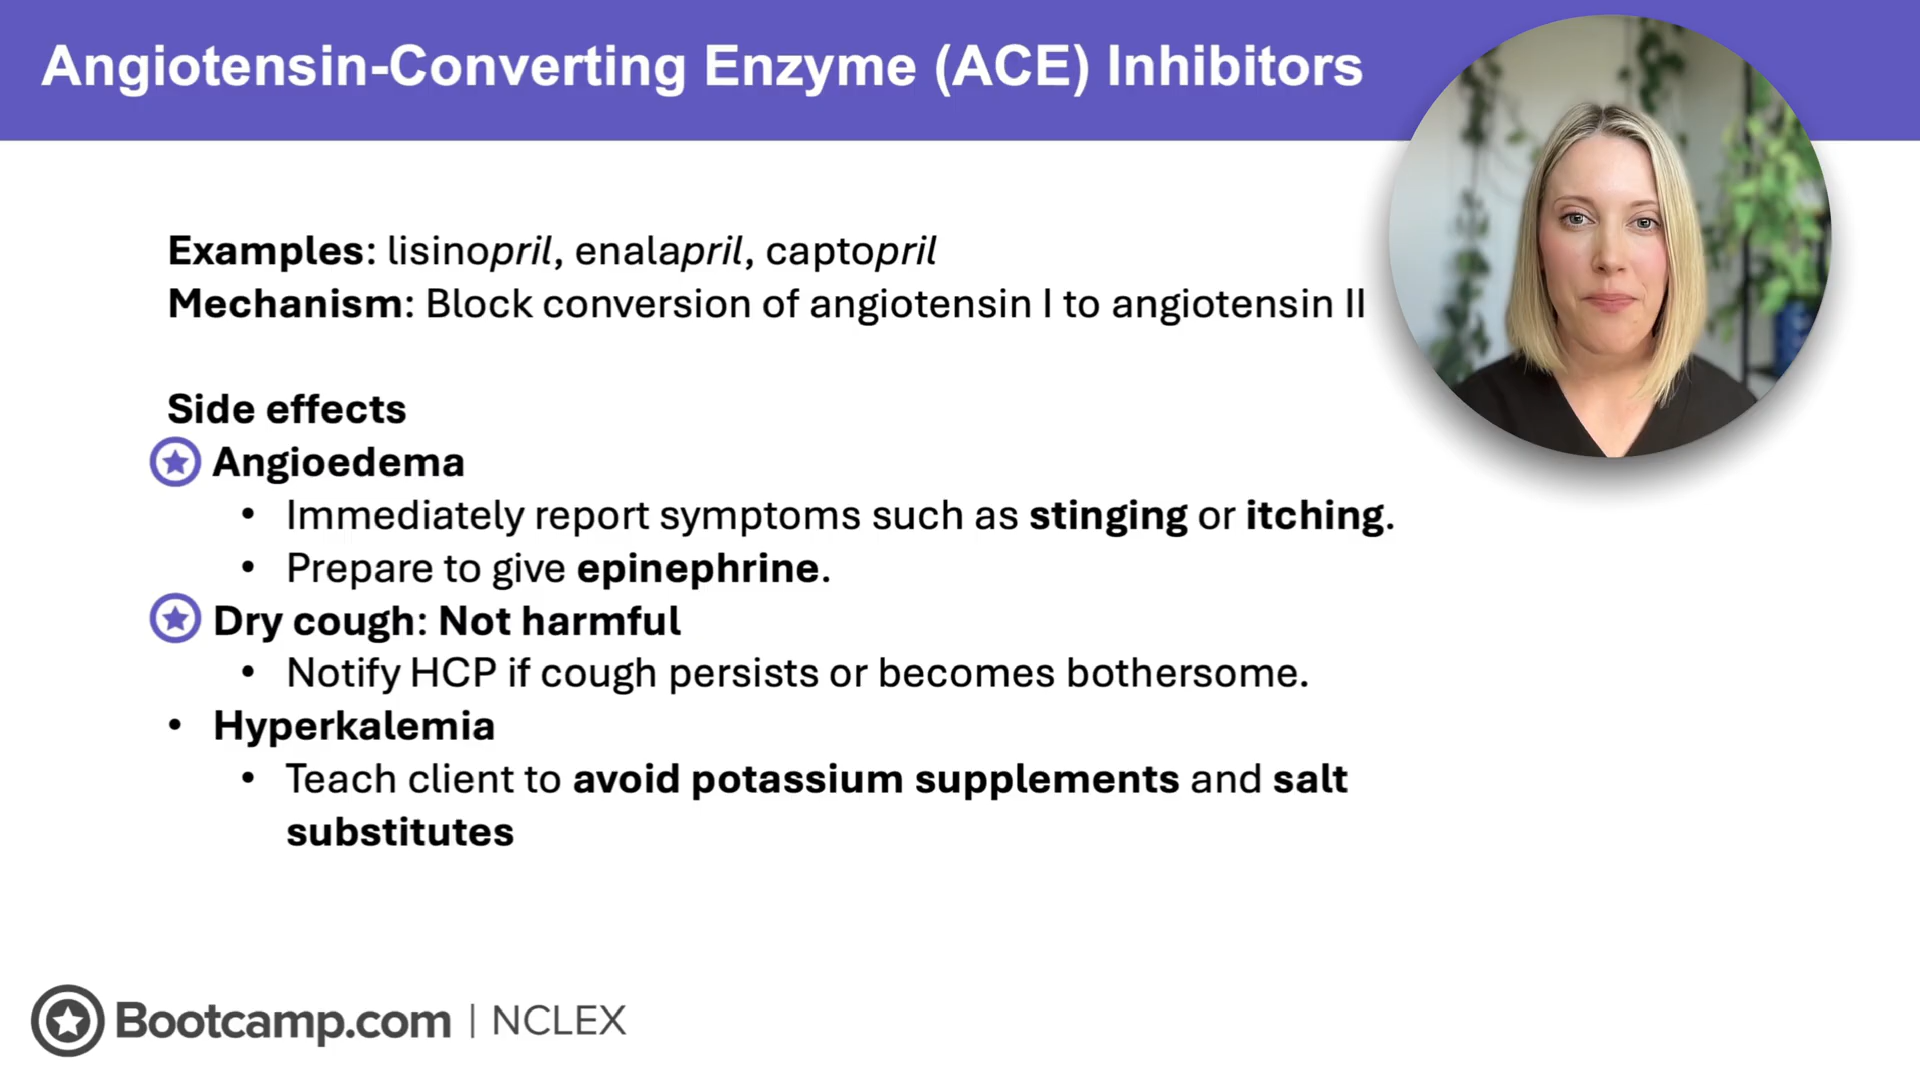 Angiotensin-Converting Enzyme (ACE) Inhibitors
Examples: lisinopril, enalapril, captopril
Mechanism: Block conversion of angiotensin I to angiotensin II
Side effects
Angioedema
• Immediately report symptoms such as stinging or itching.
• Prepare to give epinephrine.
Dry cough: Not harmful
• Notify HCP if cough persists or becomes bothersome.
• Hyperkalemia
• Teach client to avoid potassium supplements and salt
substitutes
Bootcamp.com | NCLEX